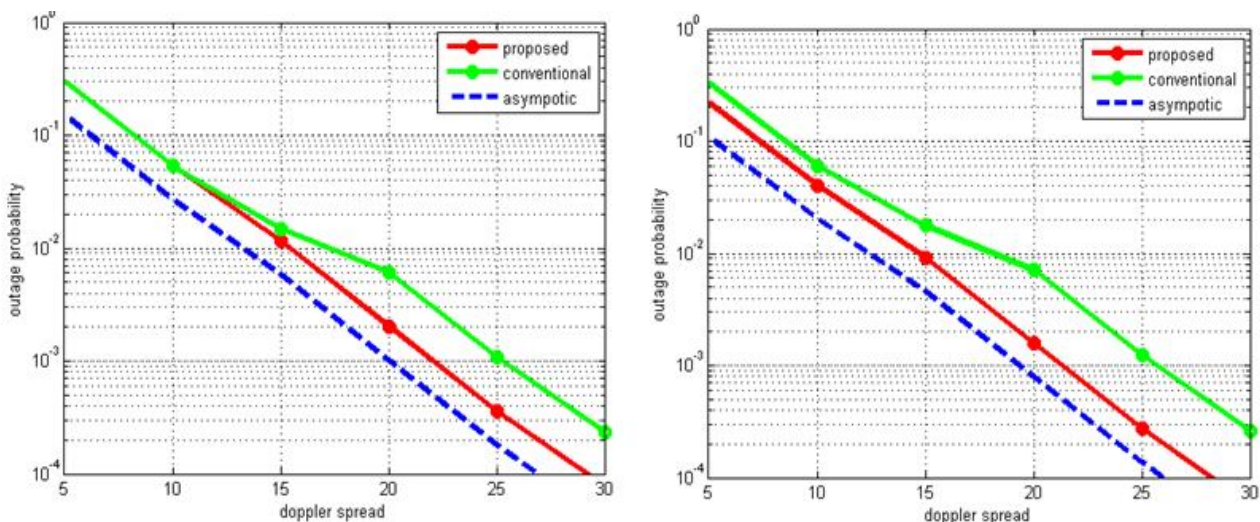 10^0
10^-1
10^-2
10^-3
10^-4
outage probability
5
10
15
20
25
30
doppler spread
proposed
conventional
asympotic
10^0
10^-1
10^-2
10^-3
10^-4
outage probability
5
10
15
20
25
30
doppler spread
proposed
conventional
asympotic